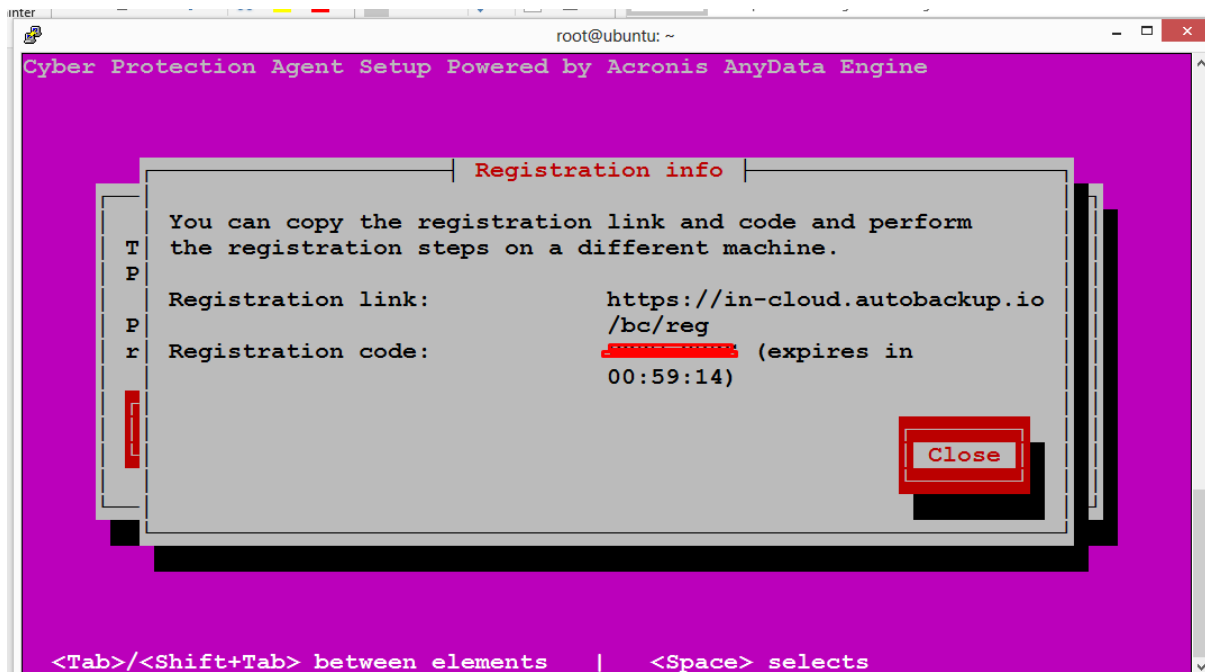 inter
root@ubuntu: ~
Cyber Protection Agent Setup Powered by Acronis AnyData Engine
Registration info
You can copy the registration link and code and perform
T the registration steps on a different machine.
P
Registration link: https://in-cloud.autobackup.io
P /bc/reg
r Registration code: (expires in
00:59:14)
Close
<Tab>/<Shift+Tab> between elements | <Space> selects